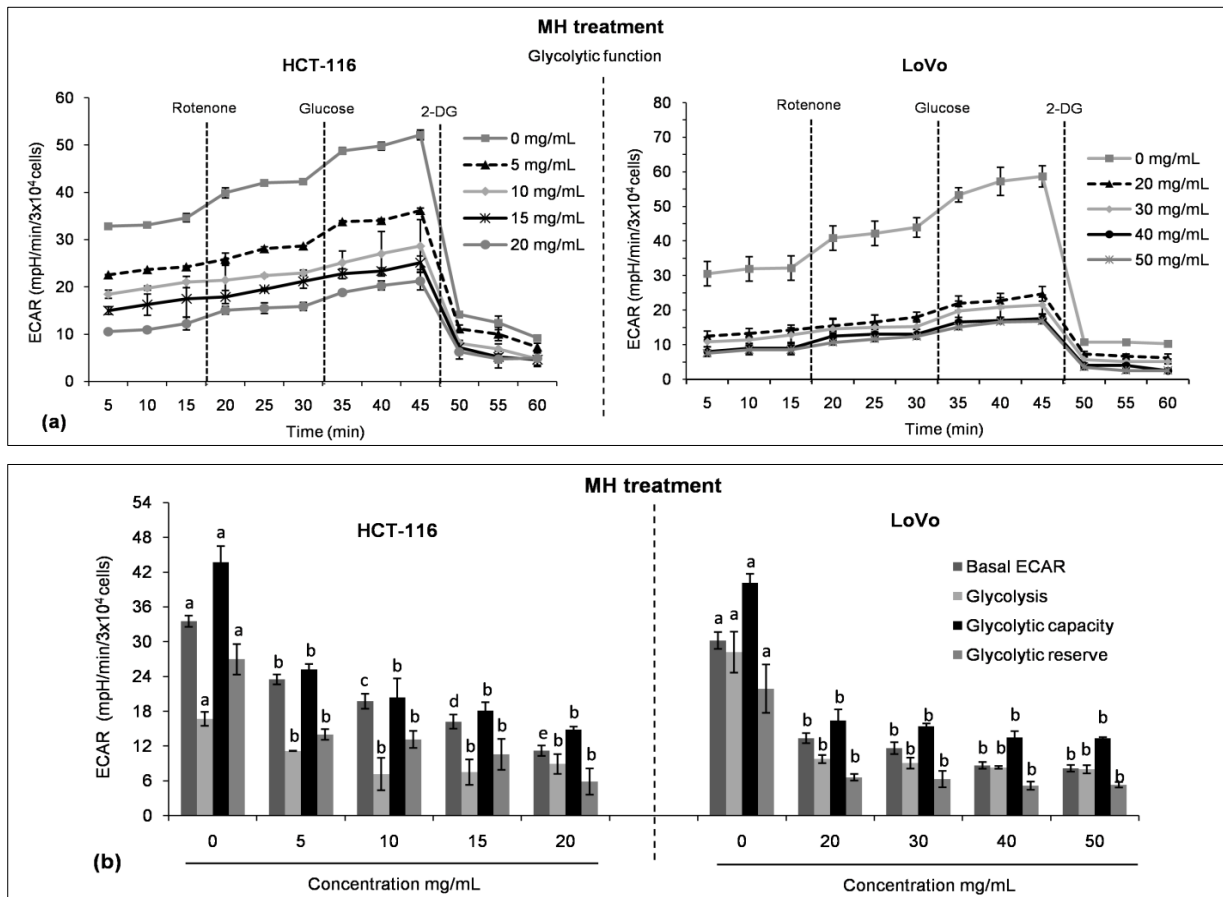 MH treatment
Glycolytic function
HCT-116
LoVo
Rotenone
Glucose
2-DG
Rotenone
Glucose
2-DG
ECAR (mpH/min/3x10⁴ cells)
60
50
40
30
20
10
0
0 mg/mL
5 mg/mL
10 mg/mL
15 mg/mL
20 mg/mL
5 10 15 20 25 30 35 40 45 50 55 60
Time (min)
(a)
ECAR (mpH/min/3x10⁴ cells)
80
70
60
50
40
30
20
10
0
0 mg/mL
20 mg/mL
30 mg/mL
40 mg/mL
50 mg/mL
5 10 15 20 25 30 35 40 45 50 55 60
Time (min)
MH treatment
HCT-116
LoVo
ECAR (mpH/min/3x10⁴ cells)
54
48
42
36
30
24
18
12
6
0
a a a a
b b b b
c b b b
d b b b
e b b b
a a a a
b b b b
b b b b
b b b b
b b b b
Basal ECAR
Glycolysis
Glycolytic capacity
Glycolytic reserve
0 5 10 15 20
0 20 30 40 50
(b)
Concentration mg/mL
Concentration mg/mL